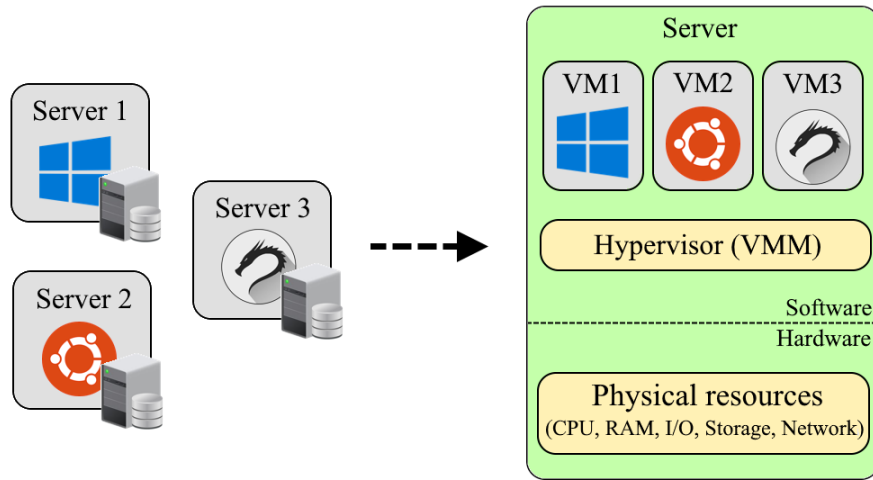 Server 1
Server 2
Server 3
Server
VM1
VM2
VM3
Hypervisor (VMM)
Software
Hardware
Physical resources
(CPU, RAM, I/O, Storage, Network)